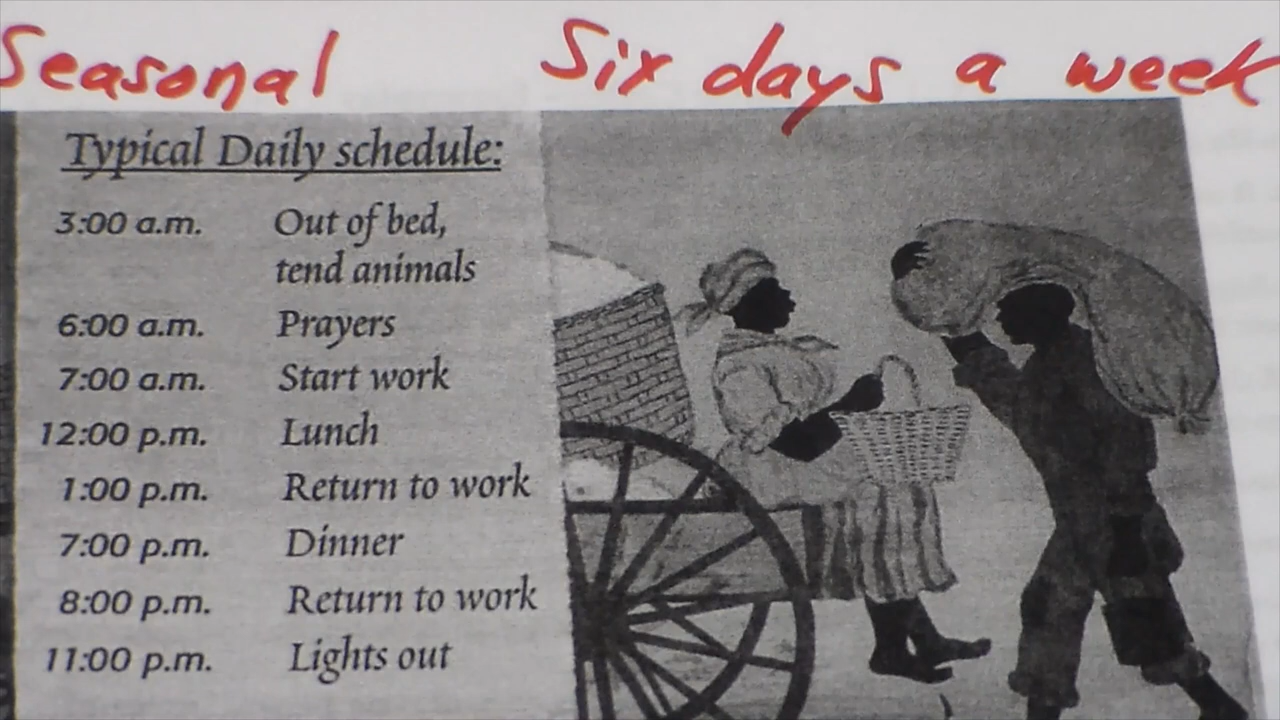 Seasonal Six days a week
Typical Daily schedule:
3:00 a.m. Out of bed,
tend animals
6:00 a.m. Prayers
7:00 a.m. Start work
12:00 p.m. Lunch
1:00 p.m. Return to work
7:00 p.m. Dinner
8:00 p.m. Return to work
11:00 p.m. Lights out